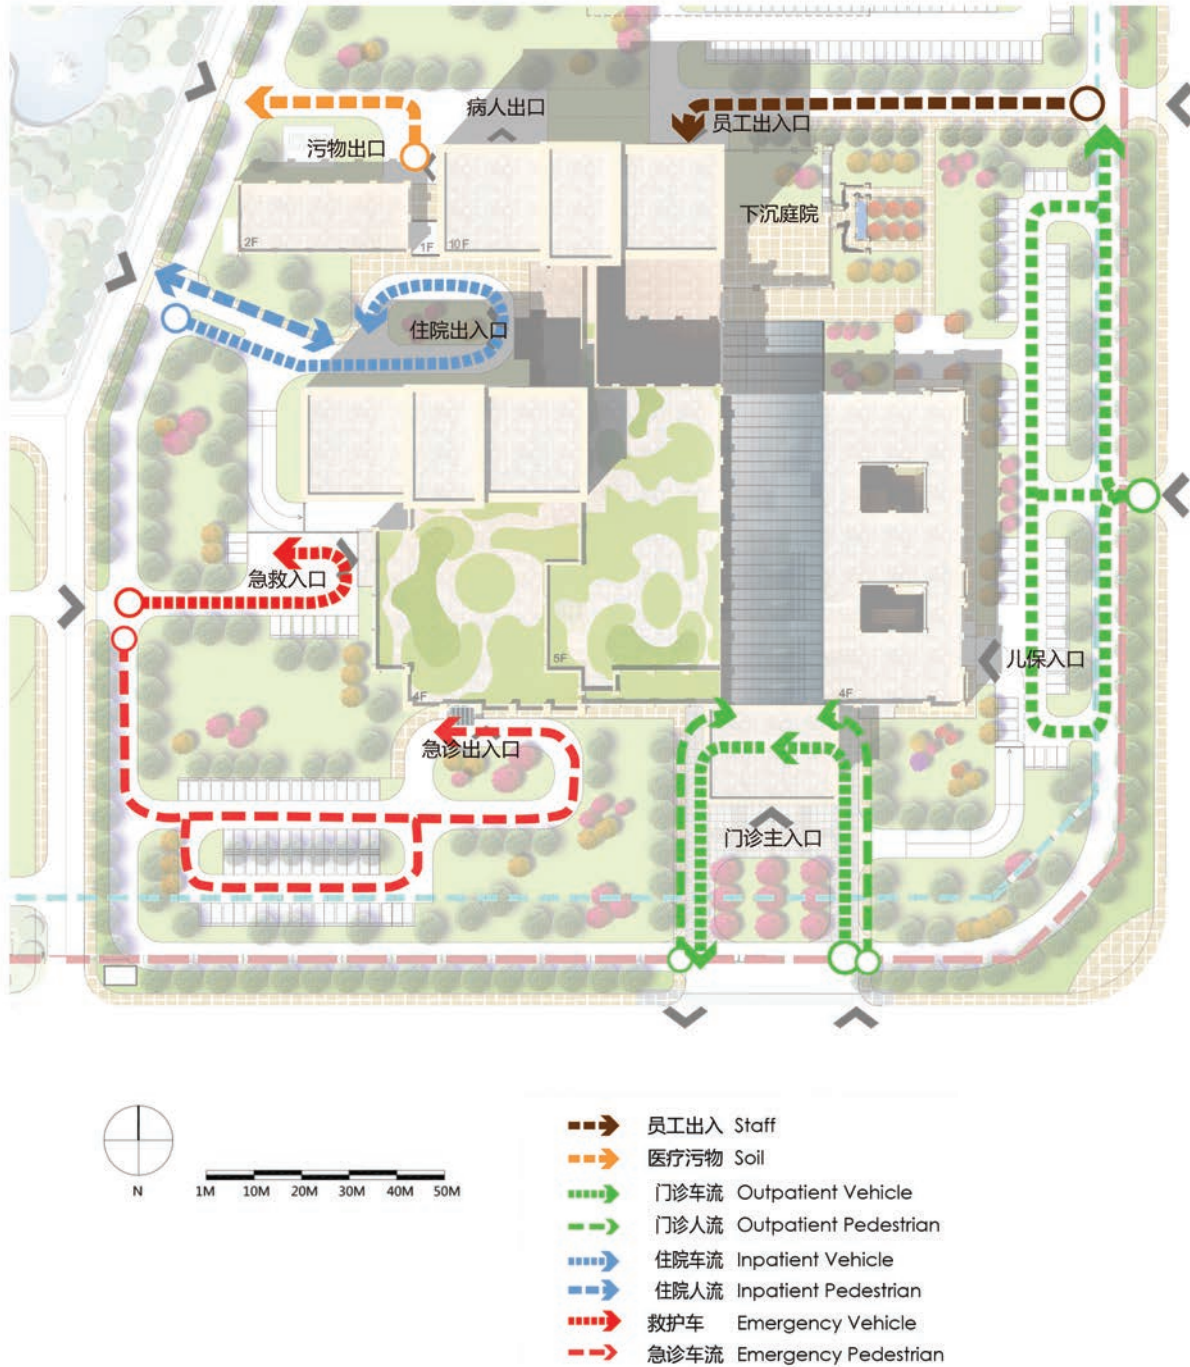 病人出口
员工出入口
污物出口
下沉庭院
2F
1F
10F
住院出入口
急救入口
5F
儿保入口
4F
4F
急诊出入口
门诊主入口
N
1M 10M 20M 30M 40M 50M
员工出入 Staff
医疗污物 Soil
门诊车流 Outpatient Vehicle
门诊人流 Outpatient Pedestrian
住院车流 Inpatient Vehicle
住院人流 Inpatient Pedestrian
救护车 Emergency Vehicle
急诊车流 Emergency Pedestrian